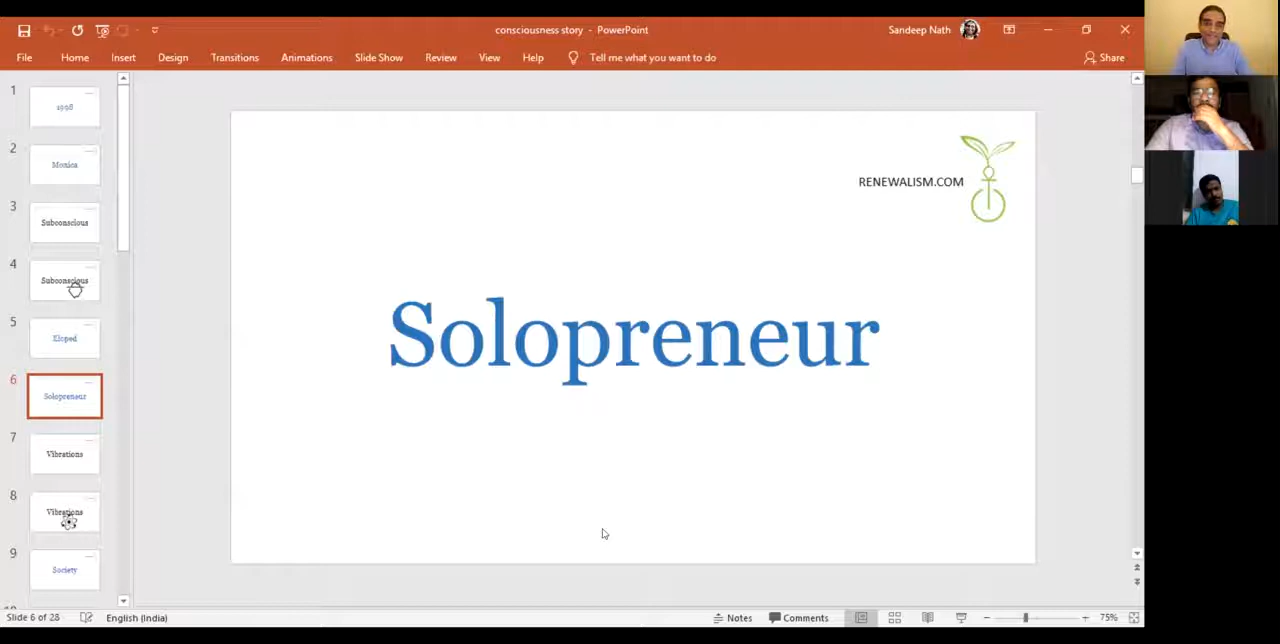 consciousness story - PowerPoint
Sandeep Nath
File Home Insert Design Transitions Animations Slide Show Review View Help Tell me what you want to do
Share
1
1998
2
Monica
3
Subconscious
4
Subconscious
5
Eloped
6
Solopreneur
7
Vibrations
8
Vibrations
9
Society
RENEWALISM.COM
Solopreneur
Slide 6 of 28 English (India)
Notes Comments 75%